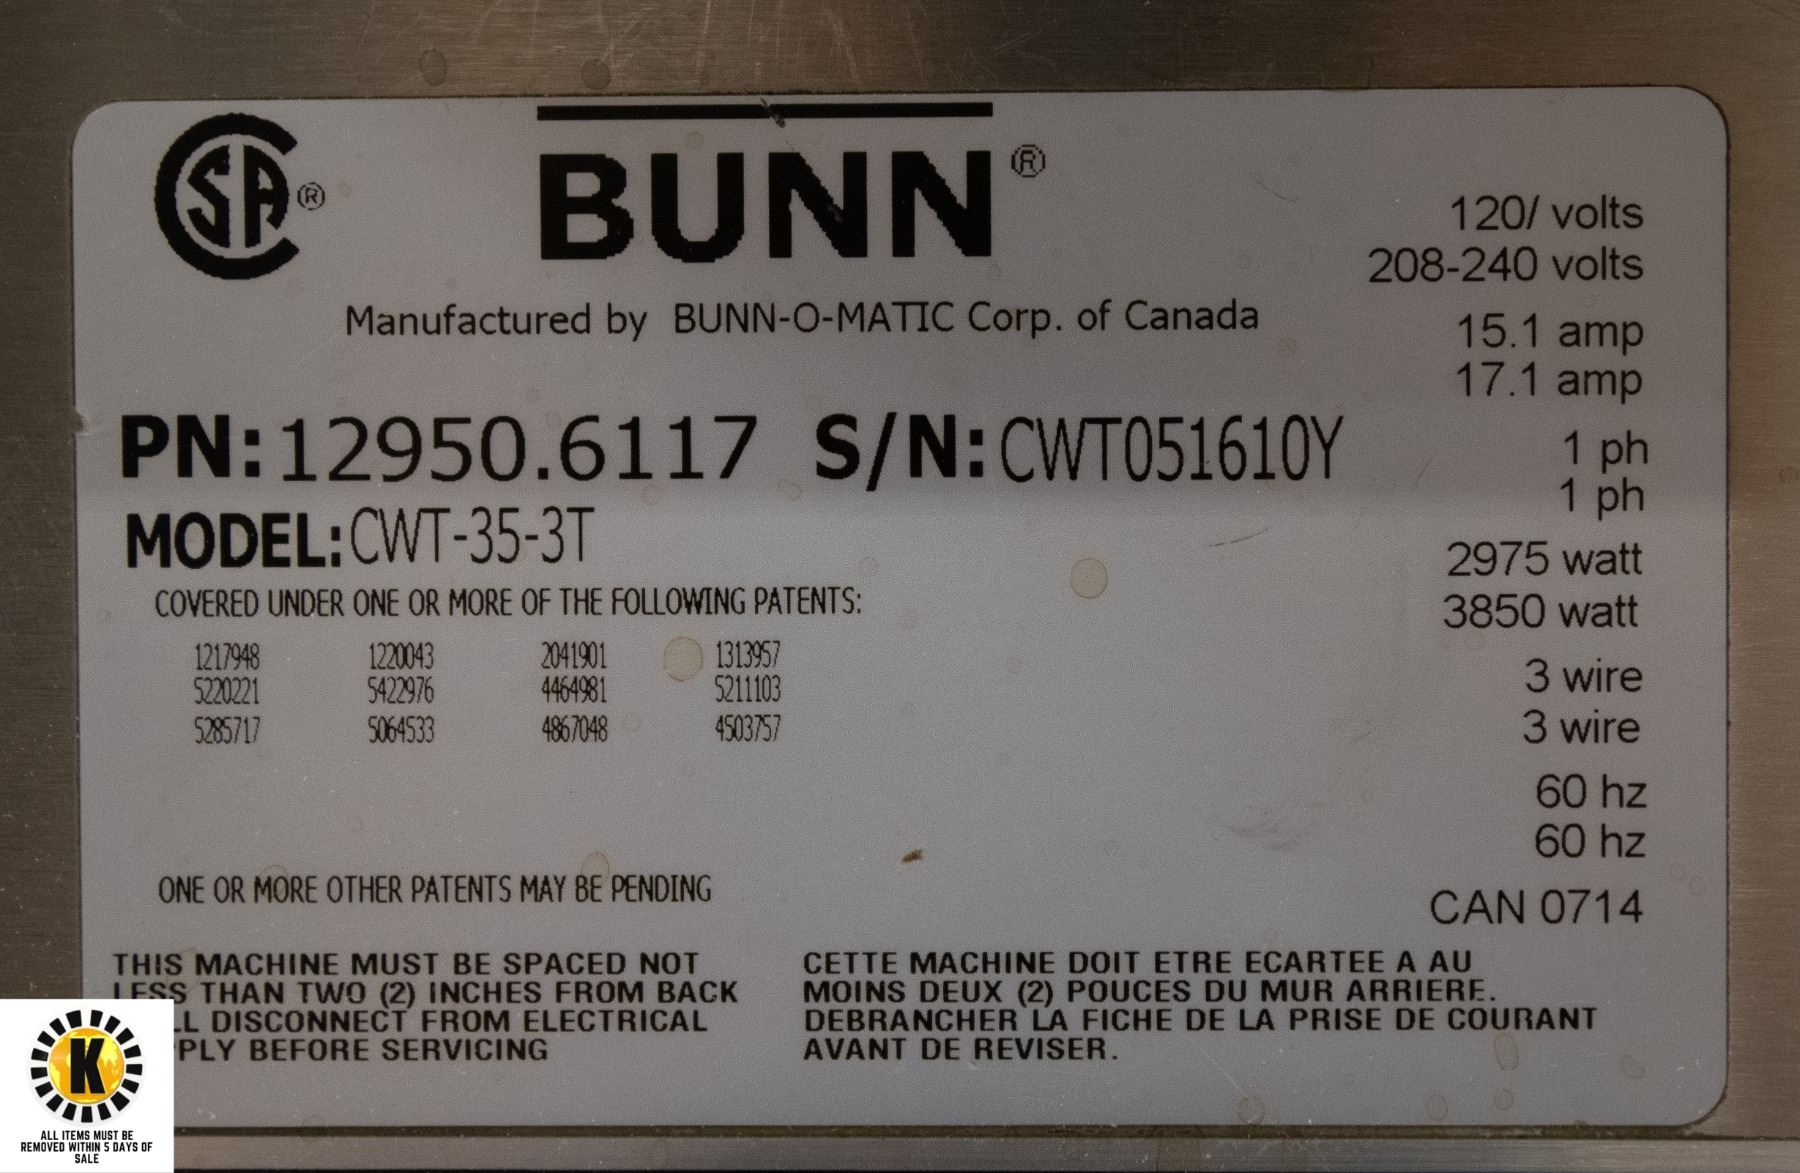 CSA ®
BUNN ®
120/ volts
208-240 volts
Manufactured by BUNN-O-MATIC Corp. of Canada
15.1 amp
17.1 amp
PN: 12950.6117 S/N: CWT051610Y
1 ph
1 ph
MODEL: CWT-35-3T
2975 watt
3850 watt
COVERED UNDER ONE OR MORE OF THE FOLLOWING PATENTS:
1217948 1220043 2041901 1313957
5220221 5422976 4464981 5211103
5285717 5064533 4867048 4503757
3 wire
3 wire
60 hz
60 hz
ONE OR MORE OTHER PATENTS MAY BE PENDING
CAN 0714
THIS MACHINE MUST BE SPACED NOT
LESS THAN TWO (2) INCHES FROM BACK
DISCONNECT FROM ELECTRICAL
BEFORE SERVICING
CETTE MACHINE DOIT ETRE ECARTEE A AU
MOINS DEUX (2) POUCES DU MUR ARRIERE.
DEBRANCHER LA FICHE DE LA PRISE DE COURANT
AVANT DE REVISER.
K
ALL ITEMS MUST BE
REMOVED WITHIN 5 DAYS OF
SALE